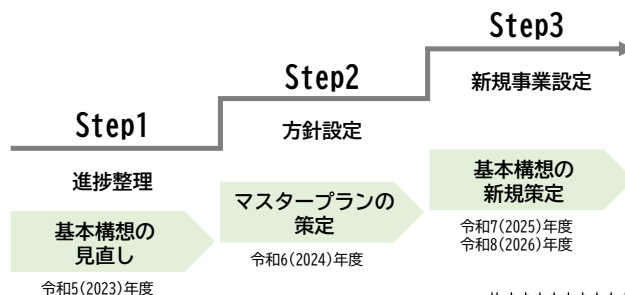 Step1
進捗整理
基本構想の
見直し
令和5(2023)年度
Step2
方針設定
マスタープランの
策定
令和6(2024)年度
Step3
新規事業設定
基本構想の
新規策定
令和7(2025)年度
令和8(2026)年度